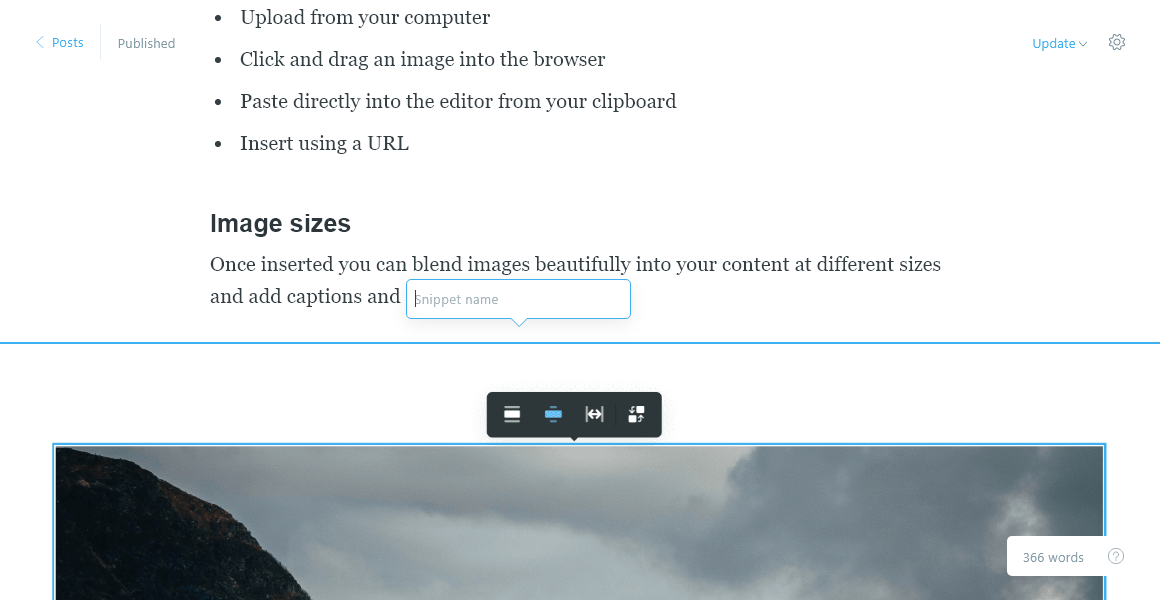 Upload from your computer
Posts
Published
Update
Click and drag an image into the browser
Paste directly into the editor from your clipboard
Insert using a URL
Image sizes
Once inserted you can blend images beautifully into your content at different sizes
and add captions and
Snippet name
366 words
?